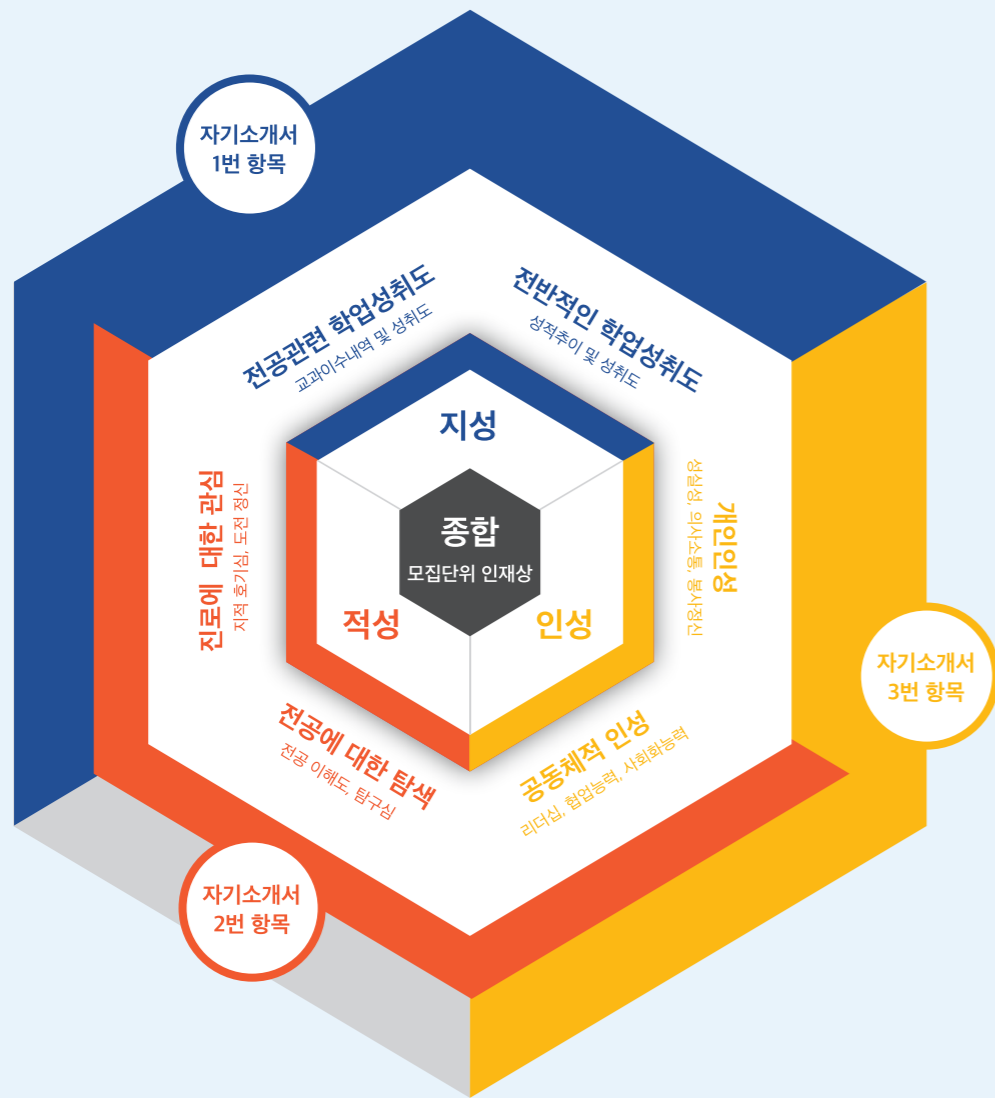 자기소개서
1번 항목
전공관련 학업성취도
교과이수내역 및 성취도
전반적인 학업성취도
성적추이 및 성취도
지성
종합
모집단위 인재상
적성
인성
진로에 대한 관심
지적 호기심, 도전 정신
개인인성
성실성, 의사소통, 봉사정신
전공에 대한 탐색
전공 이해도, 탐구심
공동체적 인성
리더십, 협업능력, 사회화능력
자기소개서
3번 항목
자기소개서
2번 항목